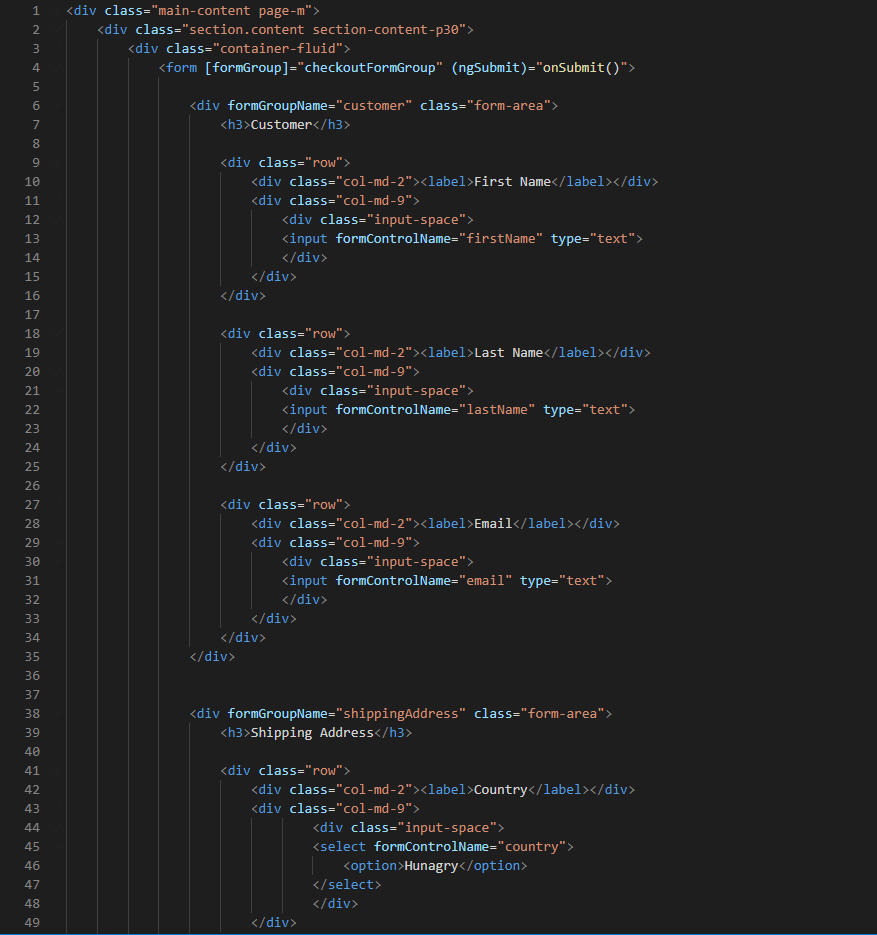 1 <div class="main-content page-m">
2     <div class="section.content section-content-p30">
3         <div class="container-fluid">
4             <form [formGroup]="checkoutFormGroup" (ngSubmit)="onSubmit()">
5
6                 <div formGroupName="customer" class="form-area">
7                     <h3>Customer</h3>
8
9                     <div class="row">
10                         <div class="col-md-2"><label>First Name</label></div>
11                         <div class="col-md-9">
12                             <div class="input-space">
13                             <input formControlName="firstName" type="text">
14                             </div>
15                         </div>
16                     </div>
17
18                     <div class="row">
19                         <div class="col-md-2"><label>Last Name</label></div>
20                         <div class="col-md-9">
21                             <div class="input-space">
22                             <input formControlName="lastName" type="text">
23                             </div>
24                         </div>
25                     </div>
26
27                     <div class="row">
28                         <div class="col-md-2"><label>Email</label></div>
29                         <div class="col-md-9">
30                             <div class="input-space">
31                             <input formControlName="email" type="text">
32                             </div>
33                         </div>
34                     </div>
35                 </div>
36
37
38                 <div formGroupName="shippingAddress" class="form-area">
39                     <h3>Shipping Address</h3>
40
41                     <div class="row">
42                         <div class="col-md-2"><label>Country</label></div>
43                         <div class="col-md-9">
44                                 <div class="input-space">
45                                 <select formControlName="country">
46                                     <option>Hunagry</option>
47                                 </select>
48                                 </div>
49                         </div>